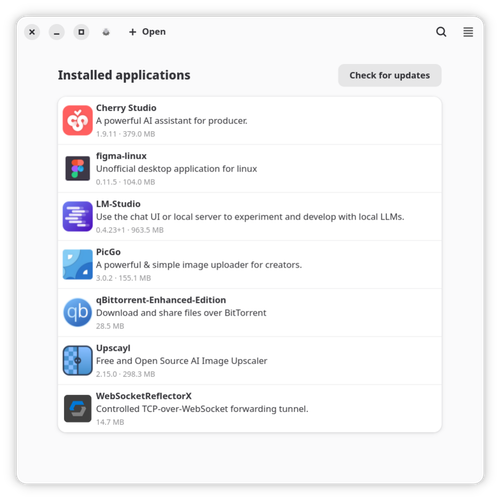 Open
Installed applications
Check for updates
Cherry Studio
A powerful AI assistant for producer.
1.9.11 · 379.0 MB
figma-linux
Unofficial desktop application for linux
0.11.5 · 104.0 MB
LM-Studio
Use the chat UI or local server to experiment and develop with local LLMs.
0.4.23+1 · 963.5 MB
PicGo
A powerful & simple image uploader for creators.
3.0.2 · 155.1 MB
qb
qBittorrent-Enhanced-Edition
Download and share files over BitTorrent
28.5 MB
Upscayl
Free and Open Source AI Image Upscaler
2.15.0 · 298.3 MB
WebSocketReflectorX
Controlled TCP-over-WebSocket forwarding tunnel.
14.7 MB